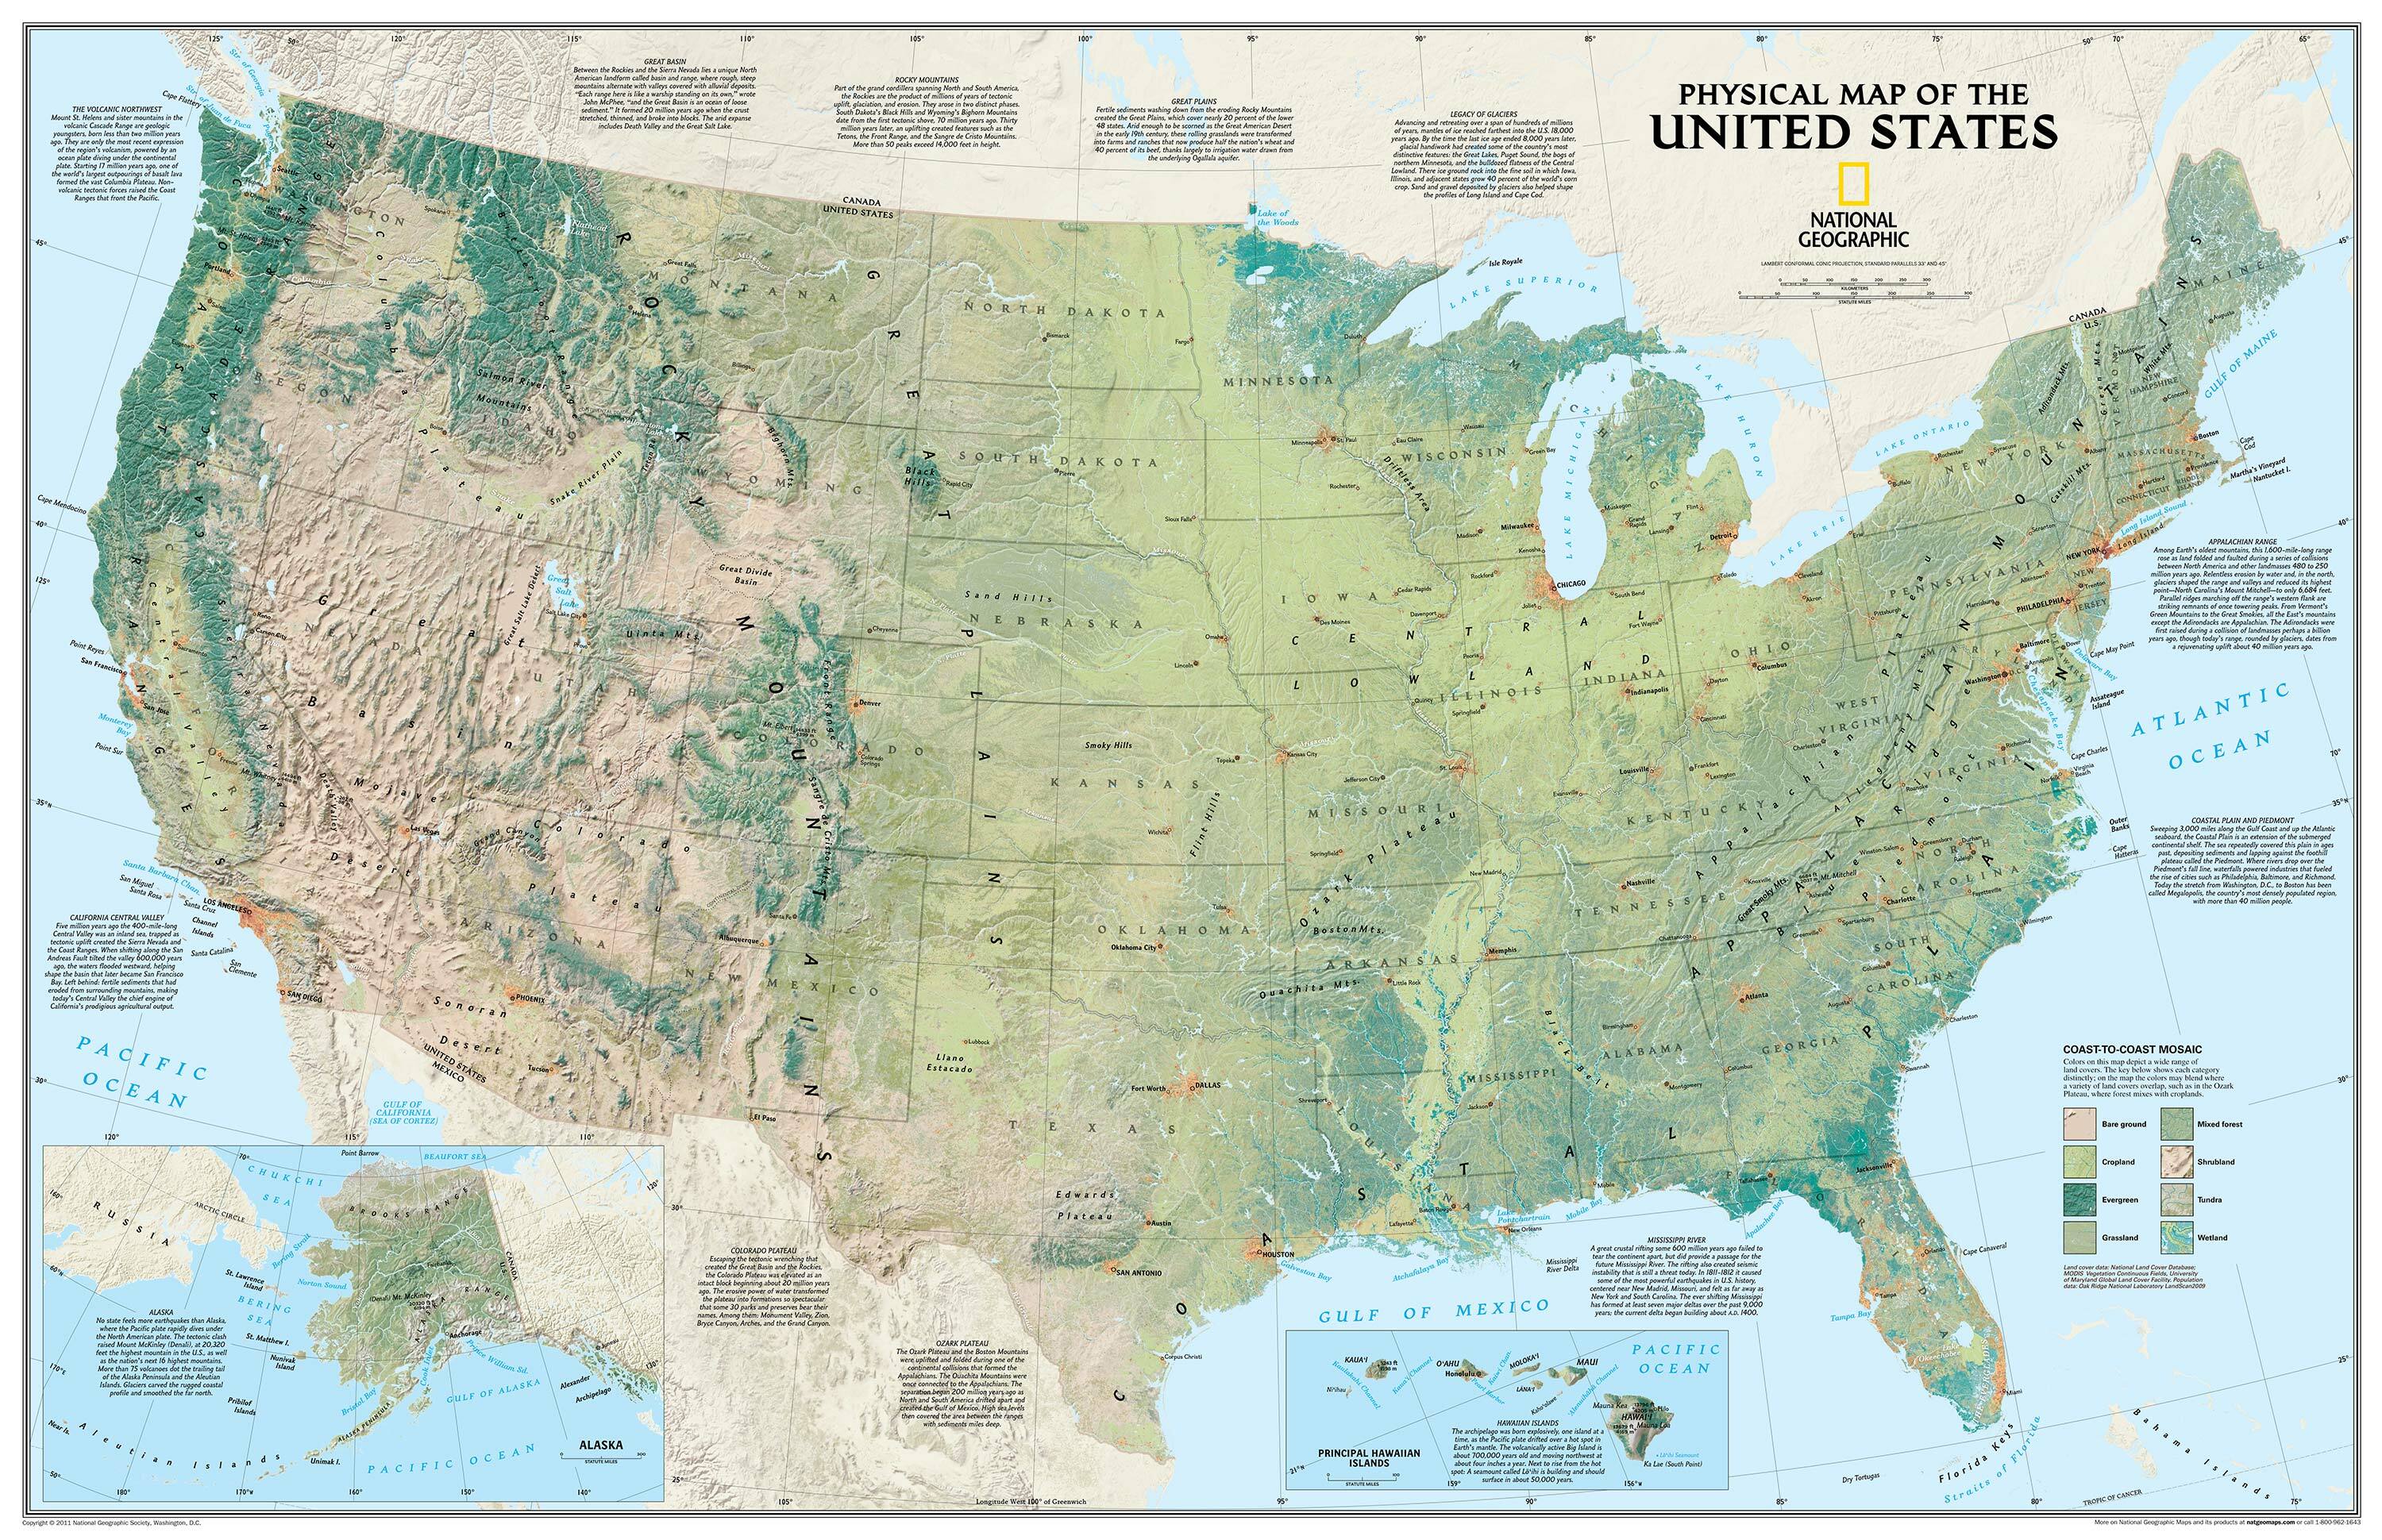 PHYSICAL MAP OF THE
UNITED STATES
NATIONAL
GEOGRAPHIC
LAMBERT CONFORMAL CONIC PROJECTION, STANDARD PARALLELS 33° AND 45°
KILOMETERS
STATUTE MILES
THE VOLCANIC NORTHWEST
Mount St. Helens and sister mountains in the
volcanic Cascade Range are geologic
youngsters, born less than two million years
ago. They are only the most recent expression
of the region's volcanism, powered by an
ocean plate diving under the continental
plate. Starting 17 million years ago, one of
the world's largest outpourings of basalt lava
formed the vast Columbia Plateau. Non-
volcanic tectonic forces raised the Coast
Ranges that front the Pacific.
GREAT BASIN
Between the Rockies and the Sierra Nevada lies a unique North
American landform called basin and range, where rough, steep
mountains alternate with valleys covered with alluvial deposits.
"Each range here is like a warship standing on its own," wrote
John McPhee, "and the Great Basin is an ocean of loose
sediment." It formed 20 million years ago when the crust
stretched, thinned, and broke into blocks. The arid expanse
includes Death Valley and the Great Salt Lake.
ROCKY MOUNTAINS
Part of the grand cordillera spanning North and South America,
the Rockies are the product of millions of years of tectonic
uplift, glaciation, and erosion. They arose in two distinct phases.
South Dakota's Black Hills and Wyoming's Bighorn Mountains
date from the first tectonic shove, 70 million years ago. Thirty
million years later, an uplifting created features such as the
Tetons, the Front Range, and the Sangre de Cristo Mountains.
More than 50 peaks exceed 14,000 feet in height.
GREAT PLAINS
Fertile sediments washing down from the eroding Rocky Mountains
created the Great Plains, which cover nearly 20 percent of the lower
48 states. Arid enough to be scorned as the Great American Desert
in the early 19th century, these rolling grasslands were transformed
into farms and ranches that now produce half the nation's wheat and
40 percent of its beef, thanks largely to irrigation water drawn from
the underlying Ogallala aquifer.
LEGACY OF GLACIERS
Advancing and retreating over a span of hundreds of millions
of years, mantles of ice reached farthest into the U.S. 18,000
years ago. By the time the last ice age ended 8,000 years later,
glacial handiwork had created some of the country's most
distinctive features: the Great Lakes, Puget Sound, the bogs of
northern Minnesota, and the bulldozed flatness of the Central
Lowland. There ice ground rock into the fine soil in which Iowa,
Illinois, and adjacent states grow 40 percent of the world's corn
crop. Sand and gravel deposited by glaciers also helped shape
the profiles of Long Island and Cape Cod.
APPALACHIAN RANGE
Among Earth's oldest mountains, this 1,600-mile-long range
rose as land folded and faulted during a series of collisions
between North America and other landmasses 480 to 250
million years ago. Relentless erosion by water and, in the north,
glaciers shaped the range and valleys and reduced its highest
point—North Carolina's Mount Mitchell—to only 6,684 feet.
Parallel ridges marching off the range's western flank are
striking remnants of once towering peaks. From Vermont's
Green Mountains to the Great Smokies, all the East's mountains
except the Adirondacks are Appalachian. The Adirondacks were
first raised during a collision of landmasses perhaps a billion
years ago, though today's range, rounded by glaciers, dates from
a rejuvenating uplift about 40 million years ago.
COASTAL PLAIN AND PIEDMONT
Sweeping 3,000 miles along the Gulf Coast and up the Atlantic
seaboard, the Coastal Plain is an extension of the submerged
continental shelf. The sea repeatedly covered this plain in ages
past, depositing sediments and lapping against the foothill
plateau called the Piedmont. Where rivers drop over the
Piedmont's fall line, waterfalls powered industries that fueled
the rise of cities such as Philadelphia, Baltimore, and Richmond.
Today the stretch from Washington, D.C., to Boston has been
called Megalopolis, the country's most densely populated region,
with more than 40 million people.
CALIFORNIA CENTRAL VALLEY
Five million years ago the 400-mile-long
Central Valley was an inland sea, trapped as
tectonic uplift created the Sierra Nevada and
the Coast Ranges. When shifting along the San
Andreas Fault tilted the valley 600,000 years
ago, the waters flooded westward, helping
shape the basin that later became San Francisco
Bay. Left behind: fertile sediments that had
eroded from surrounding mountains, making
today's Central Valley the chief engine of
California's prodigious agricultural output.
COLORADO PLATEAU
Escaping the tectonic wrenching that
created the Great Basin and the Rockies,
the Colorado Plateau was elevated as an
intact block beginning about 20 million years
ago. The erosive power of water transformed
the plateau into formations so spectacular
that some 30 parks and preserves bear their
names. Among them: Monument Valley, Zion,
Bryce Canyon, Arches, and the Grand Canyon.
OZARK PLATEAU
The Ozark Plateau and the Boston Mountains
were uplifted and folded during one of the
continental collisions that formed the
Appalachians. The Ouachita Mountains were
once connected to the Appalachians. The
separation began 200 million years ago as
North and South America drifted apart and
created the Gulf of Mexico. High sea levels
then covered the area between the ranges
with sediments miles deep.
MISSISSIPPI RIVER
A great crustal rifting some 600 million years ago failed to
tear the continent apart, but did provide a passage for the
future Mississippi River. The rifting also created seismic
instability that is still a threat today. In 1811-1812 it caused
some of the most powerful earthquakes in U.S. history,
centered near New Madrid, Missouri, and felt as far away as
New York and South Carolina. The ever shifting Mississippi
has formed at least seven major deltas over the past 9,000
years; the current delta began building about A.D. 1400.
ALASKA
No state feels more earthquakes than Alaska,
where the Pacific plate rapidly dives under
the North American plate. The tectonic clash
raised Mount McKinley (Denali), at 20,320
feet the highest mountain in the U.S., as well
as the nation's next 16 highest mountains.
More than 75 volcanoes dot the trailing tail
of the Alaska Peninsula and the Aleutian
Islands. Glaciers carved the rugged coastal
profile and smoothed the far north.
HAWAIIAN ISLANDS
The archipelago was born explosively, one island at a
time, as the Pacific plate drifted over a hot spot in
Earth's mantle. The volcanically active Big Island is
about 700,000 years old and moving northwest at
about four inches a year. Next to rise from the hot
spot: A seamount called Lō'ihi is building and should
surface in about 50,000 years.
COAST-TO-COAST MOSAIC
Colors on this map depict a wide range of
land covers. The key below shows each category
distinctly; on the map the colors may blend where
a variety of land covers overlap, such as in the Ozark
Plateau, where forest mixes with croplands.
Bare ground
Mixed forest
Cropland
Shrubland
Evergreen
Tundra
Grassland
Wetland
Land cover data: National Land Cover Database;
MODIS Vegetation Continuous Fields, University
of Maryland Global Land Cover Facility. Population
data: Oak Ridge National Laboratory LandScan2009
CANADA
UNITED STATES
UNITED STATES
MEXICO
CANADA
U.S.
PACIFIC
OCEAN
ATLANTIC
OCEAN
GULF OF MEXICO
GULF OF
CALIFORNIA
(SEA OF CORTEZ)
GULF OF MAINE
LAKE SUPERIOR
LAKE MICHIGAN
LAKE HURON
LAKE ERIE
LAKE ONTARIO
Lake of
the Woods
Isle Royale
ROCKY MOUNTAINS
GREAT PLAINS
CENTRAL
LOWLAND
APPALACHIAN MOUNTAINS
COASTAL PLAIN
CASCADE RANGE
COAST RANGES
WASHINGTON
OREGON
CALIFORNIA
NEVADA
IDAHO
MONTANA
WYOMING
UTAH
COLORADO
ARIZONA
NEW MEXICO
NORTH DAKOTA
SOUTH DAKOTA
NEBRASKA
KANSAS
OKLAHOMA
TEXAS
MINNESOTA
IOWA
MISSOURI
ARKANSAS
LOUISIANA
WISCONSIN
ILLINOIS
MICHIGAN
INDIANA
OHIO
KENTUCKY
TENNESSEE
MISSISSIPPI
ALABAMA
GEORGIA
FLORIDA
SOUTH
CAROLINA
NORTH
CAROLINA
VIRGINIA
WEST
VIRGINIA
MARYLAND
PENNSYLVANIA
NEW
JERSEY
NEW YORK
CONNECTICUT
RHODE
ISLAND
MASSACHUSETTS
VERMONT
NEW
HAMPSHIRE
MAINE
Str. of Georgia
Cape Flattery
Str. of Juan de Fuca
Seattle
Spokane
Portland
Cape Mendocino
Point Reyes
San Francisco
San Jose
Monterey
Bay
Point Sur
Sacramento
Central Valley
Sierra Nevada
Reno
Carson City
Fresno
Death Valley
Mojave
Desert
Las Vegas
Santa Barbara Chan.
San Miguel
Santa Rosa
Santa Cruz
Channel
Islands
Santa Catalina
San
Clemente
LOS ANGELES
SAN DIEGO
Great Basin
Great Salt Lake Desert
Great
Salt
Lake
Salt Lake City
Provo
Uinta Mts.
Columbia Plateau
Salmon River
Mountains
Bitterroot Range
Boise
Snake River Plain
Flathead
Lake
Great Falls
Helena
Billings
Yellowstone
Lake
Teton Ra.
Bighorn Mts.
Great Divide
Basin
Cheyenne
Front Range
Denver
Colorado
Springs
Sangre de Cristo Mts.
Grand Canyon
Colorado
Plateau
Santa Fe
Albuquerque
Sonoran
Desert
PHOENIX
Tucson
El Paso
Black
Hills
Rapid City
Bismarck
Fargo
Pierre
Sioux Falls
Sand Hills
Omaha
Lincoln
Smoky Hills
Topeka
Wichita
Flint Hills
Kansas City
Tulsa
Oklahoma City
Llano
Estacado
Lubbock
Fort Worth
DALLAS
Edwards
Plateau
Austin
SAN ANTONIO
HOUSTON
Galveston Bay
Corpus Christi
Duluth
Minneapolis
St. Paul
Eau Claire
Wausau
Green Bay
Rochester
Driftless Area
Madison
Milwaukee
Kenosha
Rockford
CHICAGO
Joliet
Cedar Rapids
Davenport
Des Moines
Peoria
Quincy
Springfield
St. Louis
Jefferson City
Springfield
Ozark Plateau
Boston Mts.
Ouachita Mts.
Little Rock
New Madrid
Memphis
Muskegon
Grand
Rapids
Lansing
Flint
Detroit
Toledo
South Bend
Fort Wayne
Indianapolis
Cleveland
Akron
Columbus
Dayton
Cincinnati
Louisville
Frankfort
Lexington
Evansville
Nashville
Knoxville
Chattanooga
Great Smoky Mts.
Mt. Mitchell
Asheville
Charleston
Appalachian Plateau
Allegheny Mts.
Blue Ridge
Piedmont
Roanoke
Richmond
Norfolk
Virginia
Beach
Cape Charles
Winston-Salem
Greensboro
Durham
Raleigh
Charlotte
Fayetteville
Wilmington
Outer
Banks
Cape
Hatteras
Greenville
Spartanburg
Columbia
Charleston
Augusta
Atlanta
Columbus
Savannah
Birmingham
Montgomery
Black Belt
Jackson
Shreveport
Lafayette
Baton Rouge
New Orleans
Lake
Pontchartrain
Atchafalaya Bay
Mississippi
River Delta
Mobile
Mobile Bay
Tallahassee
Apalachee Bay
Jacksonville
Orlando
Cape Canaveral
Tampa
Tampa Bay
Lake
Okeechobee
Miami
Florida Keys
Straits of Florida
Dry Tortugas
Bahama Islands
TROPIC OF CANCER
Erie
Pittsburgh
Harrisburg
Allentown
Scranton
PHILADELPHIA
Trenton
NEW YORK
Long Island
Long Island Sound
Baltimore
Annapolis
Washington
Dover
Delaware Bay
Chesapeake Bay
Cape May Point
Assateague
Island
Buffalo
Rochester
Syracuse
Albany
Adirondack Mts.
Catskill Mts.
Green Mts.
White Mts.
Montpelier
Concord
Augusta
Boston
Cape
Cod
Providence
Hartford
Martha's Vineyard
Nantucket I.
RUSSIA
ARCTIC CIRCLE
CHUKCHI
SEA
Point Barrow
BEAUFORT SEA
BROOKS RANGE
CANADA
U.S.
Bering Strait
St. Lawrence
Island
Norton Sound
BERING
SEA
St. Matthew I.
Nunivak
Island
Pribilof
Islands
Fairbanks
(Denali) Mt. McKinley
20320 ft
6194 m
ALASKA RANGE
Anchorage
Cook Inlet
Prince William Sd.
GULF OF ALASKA
Juneau
Alexander
Archipelago
Bristol Bay
ALASKA PENINSULA
Unimak I.
Near Is.
Aleutian Islands
PACIFIC OCEAN
ALASKA
STATUTE MILES
PACIFIC
OCEAN
KAUA'I
Ni'ihau
Kaulakahi Channel
Kaua'i Channel
O'AHU
Honolulu
Pearl Harbor
Kaiwi Chan.
MOLOKA'I
LĀNA'I
Kaho'olawe
MAUI
Alenuihāhā Channel
Mauna Kea
Hilo
HAWAI'I
Mauna Loa
Lō'ihi Seamount
Ka Lae (South Point)
PRINCIPAL HAWAIIAN
ISLANDS
STATUTE MILES
Longitude West 100° of Greenwich
Copyright © 2011 National Geographic Society, Washington, D.C.
More on National Geographic Maps and its products at natgeomaps.com or call 1-800-962-1643